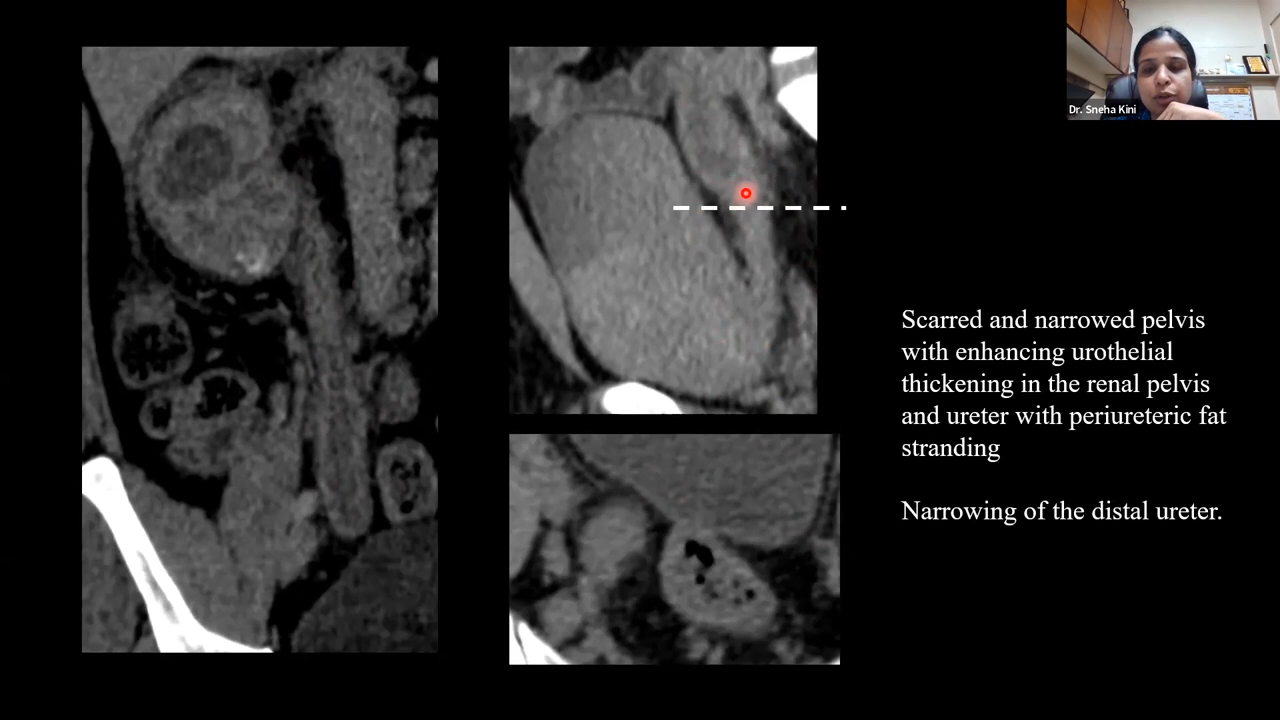 Dr. Sneha Kini
Scarred and narrowed pelvis
with enhancing urothelial
thickening in the renal pelvis
and ureter with periureteric fat
stranding
Narrowing of the distal ureter.